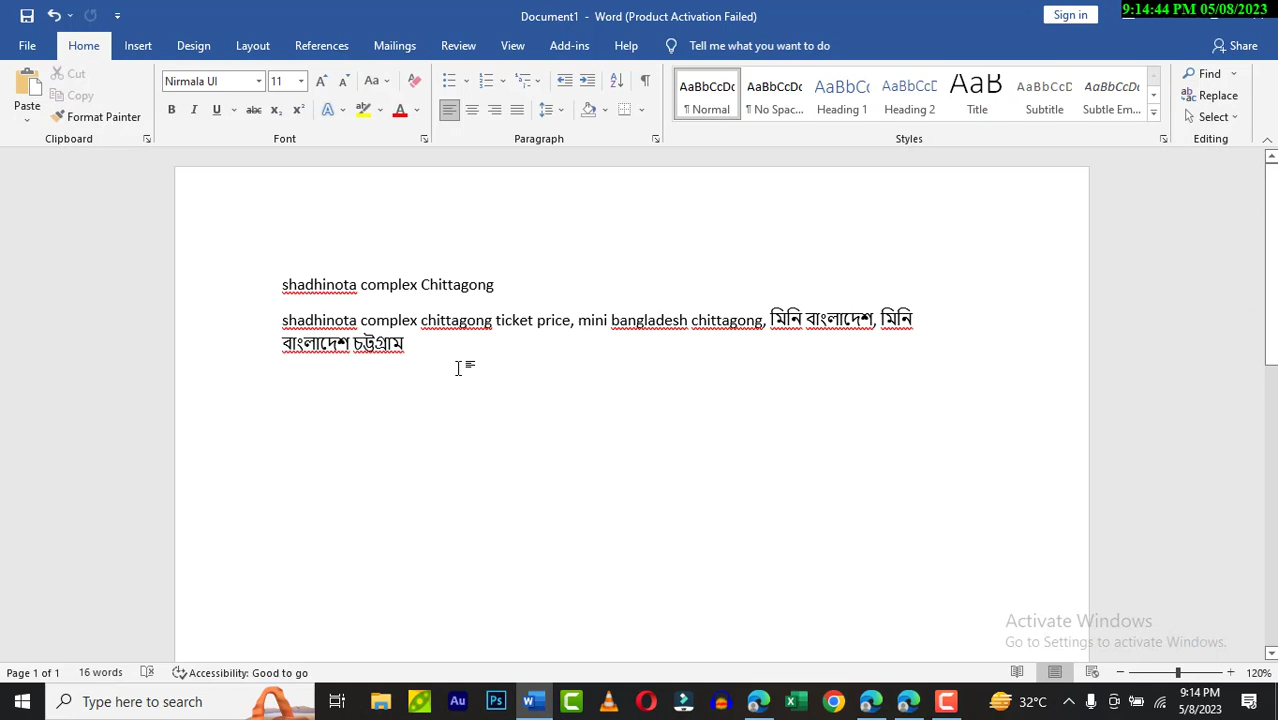 Document1 - Word (Product Activation Failed)
Sign in
9:14:44 PM 05/08/2023
File Home Insert Design Layout References Mailings Review View Add-ins Help Tell me what you want to do Share
Paste
Cut
Copy
Format Painter
Clipboard
Nirmala UI 11
Font
Paragraph
AaBbCcDc AaBbCcDc AaBbCc AaBbCcD AaB AaBbCcD AaBbCcDc
¶ Normal ¶ No Spac... Heading 1 Heading 2 Title Subtitle Subtle Em...
Styles
Find
Replace
Select
Editing
shadhinota complex Chittagong
shadhinota complex chittagong ticket price, mini bangladesh chittagong, মিনি বাংলাদেশ, মিনি
বাংলাদেশ চট্টগ্রাম
Activate Windows
Go to Settings to activate Windows.
Page 1 of 1 16 words Accessibility: Good to go 120%
Type here to search
32°C
9:14 PM
5/8/2023